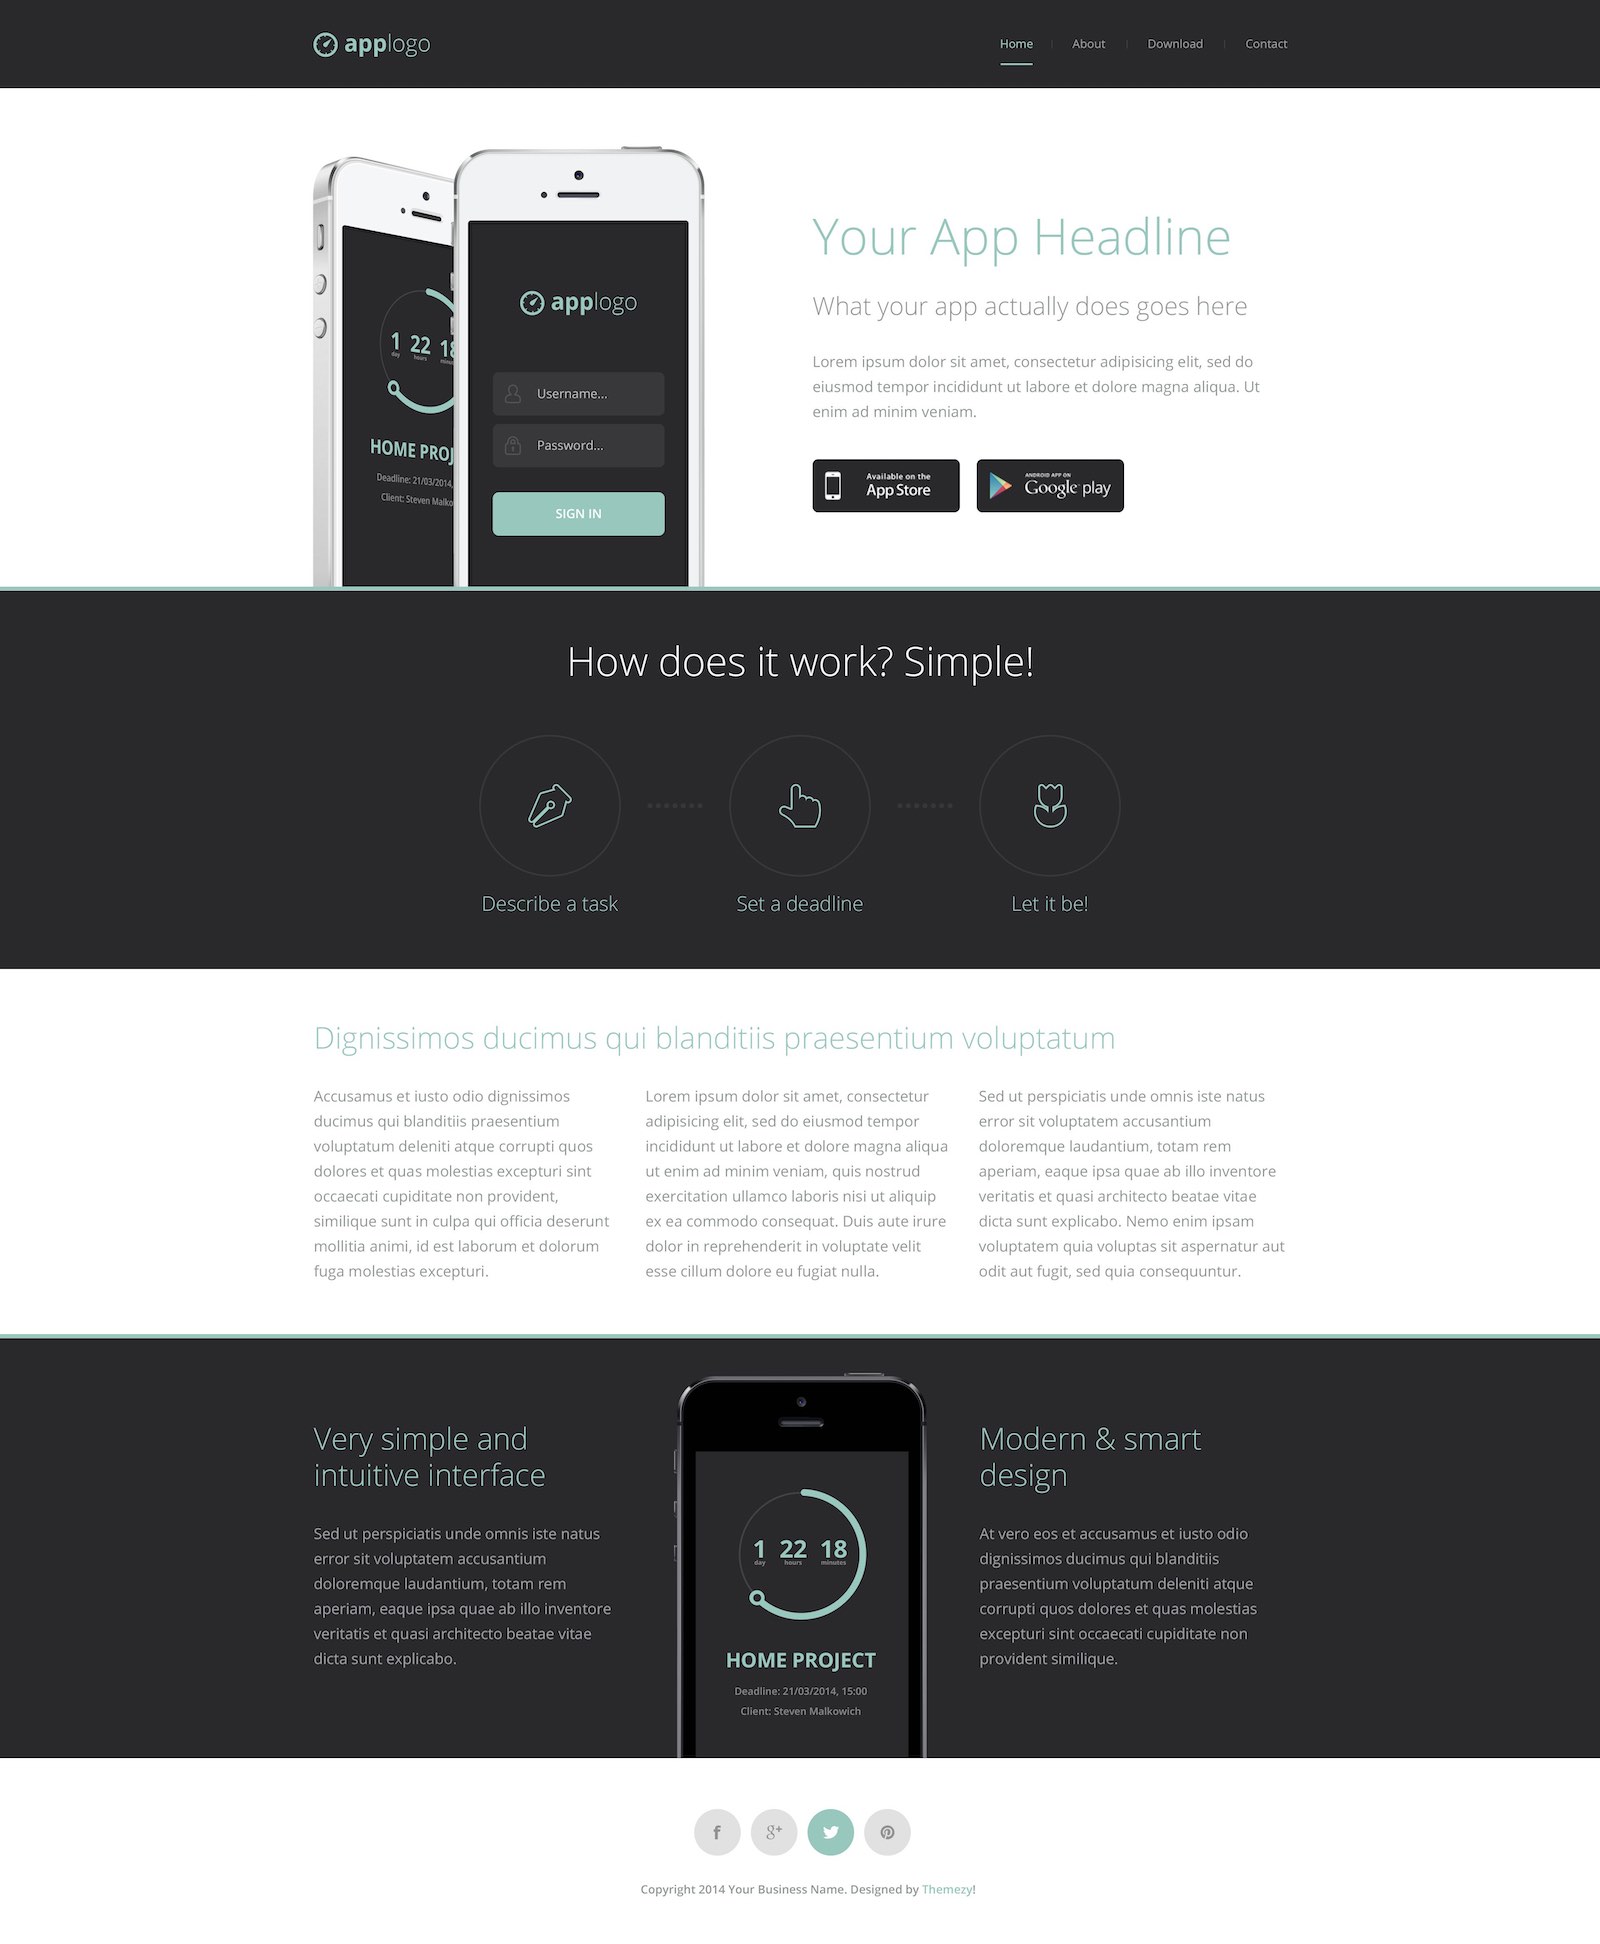 applogo
Home
About
Download
Contact
1 22 18
day hours
HOME PROJ
Deadline: 21/03/2014,
Client: Steven Malko
applogo
Username...
Password...
SIGN IN
Your App Headline
What your app actually does goes here
Lorem ipsum dolor sit amet, consectetur adipisicing elit, sed do
eiusmod tempor incididunt ut labore et dolore magna aliqua. Ut
enim ad minim veniam.
Available on the
App Store
ANDROID APP ON
Google play
How does it work? Simple!
Describe a task
Set a deadline
Let it be!
Dignissimos ducimus qui blanditiis praesentium voluptatum
Accusamus et iusto odio dignissimos
ducimus qui blanditiis praesentium
voluptatum deleniti atque corrupti quos
dolores et quas molestias excepturi sint
occaecati cupiditate non provident,
similique sunt in culpa qui officia deserunt
mollitia animi, id est laborum et dolorum
fuga molestias excepturi.
Lorem ipsum dolor sit amet, consectetur
adipisicing elit, sed do eiusmod tempor
incididunt ut labore et dolore magna aliqua
ut enim ad minim veniam, quis nostrud
exercitation ullamco laboris nisi ut aliquip
ex ea commodo consequat. Duis aute irure
dolor in reprehenderit in voluptate velit
esse cillum dolore eu fugiat nulla.
Sed ut perspiciatis unde omnis iste natus
error sit voluptatem accusantium
doloremque laudantium, totam rem
aperiam, eaque ipsa quae ab illo inventore
veritatis et quasi architecto beatae vitae
dicta sunt explicabo. Nemo enim ipsam
voluptatem quia voluptas sit aspernatur aut
odit aut fugit, sed quia consequuntur.
Very simple and
intuitive interface
Sed ut perspiciatis unde omnis iste natus
error sit voluptatem accusantium
doloremque laudantium, totam rem
aperiam, eaque ipsa quae ab illo inventore
veritatis et quasi architecto beatae vitae
dicta sunt explicabo.
1 22 18
day hours minutes
HOME PROJECT
Deadline: 21/03/2014, 15:00
Client: Steven Malkowich
Modern & smart
design
At vero eos et accusamus et iusto odio
dignissimos ducimus qui blanditiis
praesentium voluptatum deleniti atque
corrupti quos dolores et quas molestias
excepturi sint occaecati cupiditate non
provident similique.
Copyright 2014 Your Business Name. Designed by Themezy!